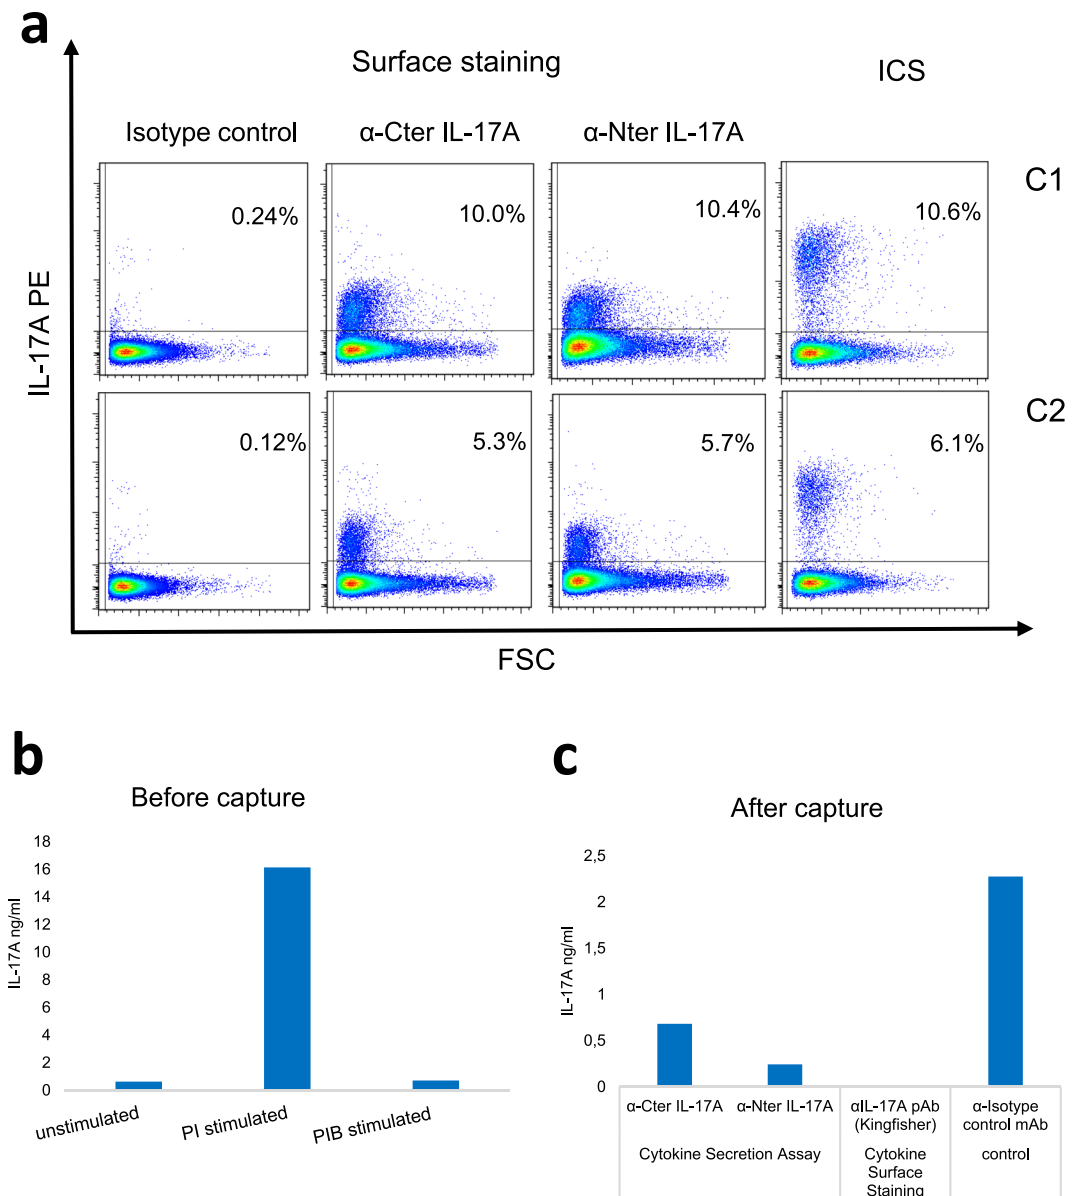 a
Surface staining
ICS
Isotype control
α-Cter IL-17A
α-Nter IL-17A
C1
0.24%
10.0%
10.4%
10.6%
IL-17A PE
C2
0.12%
5.3%
5.7%
6.1%
FSC
b
Before capture
IL-17A ng/ml
18
16
14
12
10
8
6
4
2
0
unstimulated
PI stimulated
PIB stimulated
c
After capture
IL-17A ng/ml
2,5
2
1,5
1
0,5
0
α-Cter IL-17A
α-Nter IL-17A
αIL-17A pAb
(Kingfisher)
α-Isotype
control mAb
Cytokine Secretion Assay
Cytokine
Surface
Staining
control